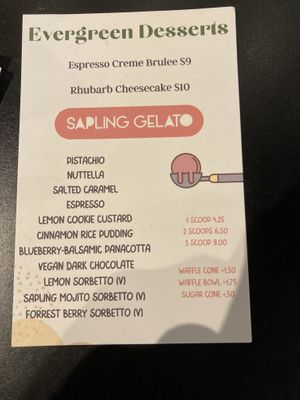 Evergreen Desserts
Espresso Creme Brulee $9
Rhubarb Cheesecake $10
SAPLING GELATO
PISTACHIO
NUTTELLA
SALTED CARAMEL
ESPRESSO
LEMON COOKIE CUSTARD
CINNAMON RICE PUDDING
BLUEBERRY-BALSAMIC PANACOTTA
VEGAN DARK CHOCOLATE
LEMON SORBETTO (V)
SAPLING MOJITO SORBETTO (V)
FORREST BERRY SORBETTO (V)
1 SCOOP 4.25
2 SCOOPS 6.50
3 SCOOP 9.00
WAFFLE CONE +1.50
WAFFLE BOWL +1.75
SUGAR CONE +.50